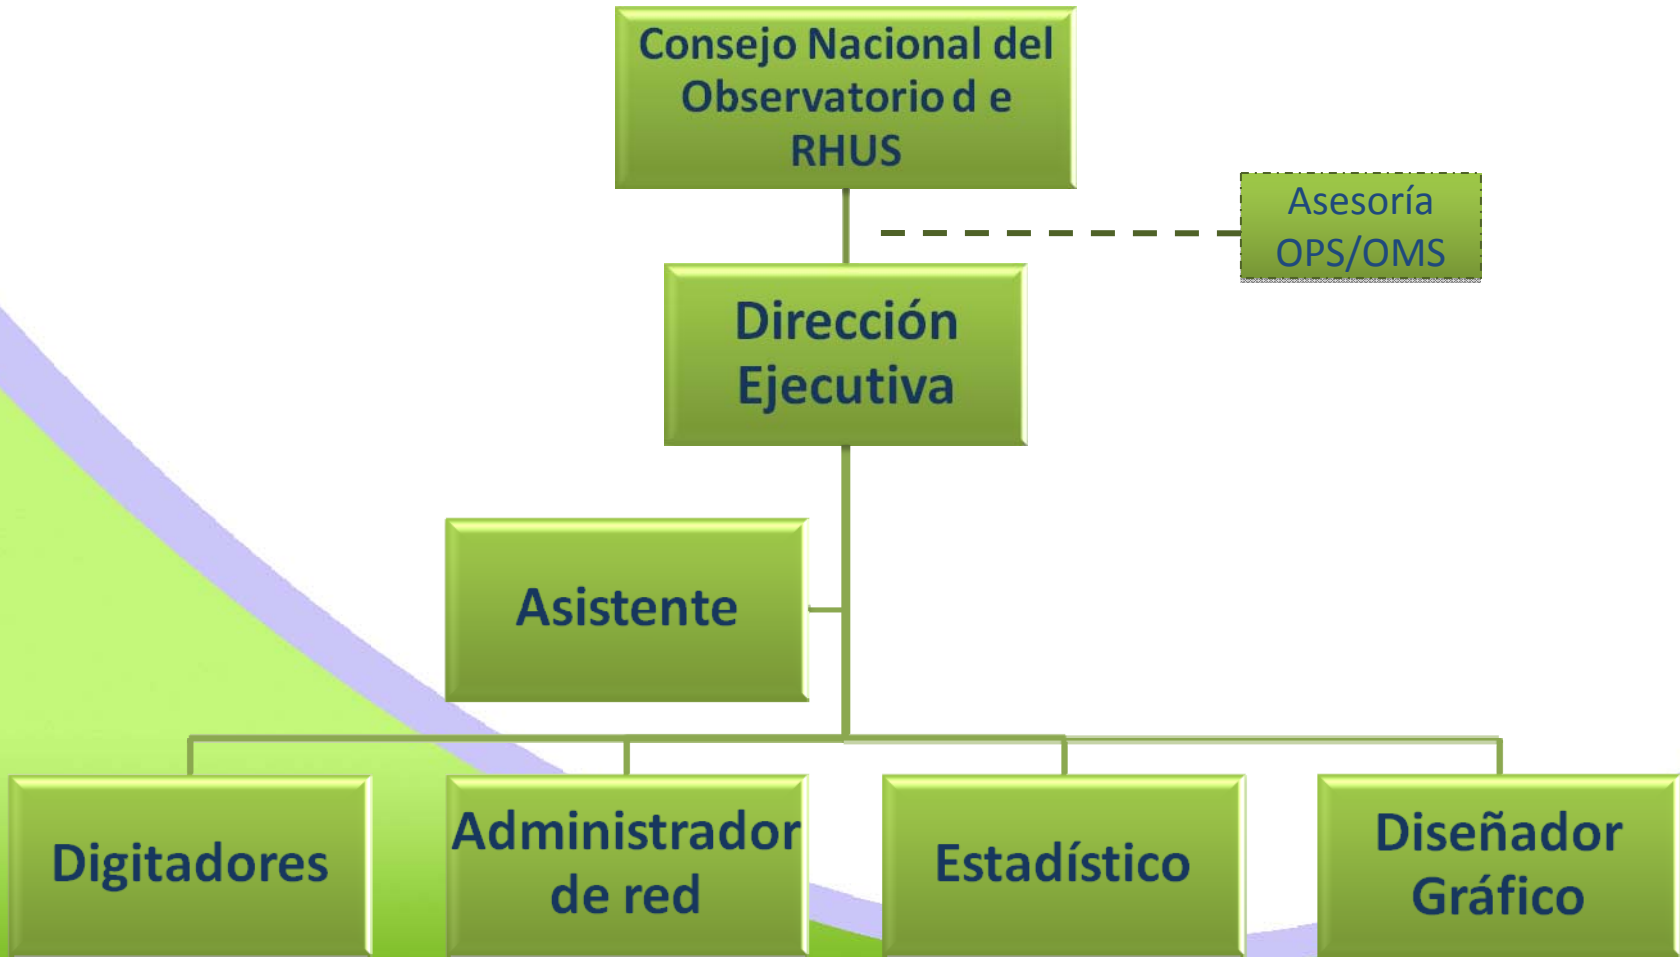 Consejo Nacional del
Observatorio d e
RHUS
Asesoría
OPS/OMS
Dirección
Ejecutiva
Asistente
Digitadores
Administrador
de red
Estadístico
Diseñador
Gráfico